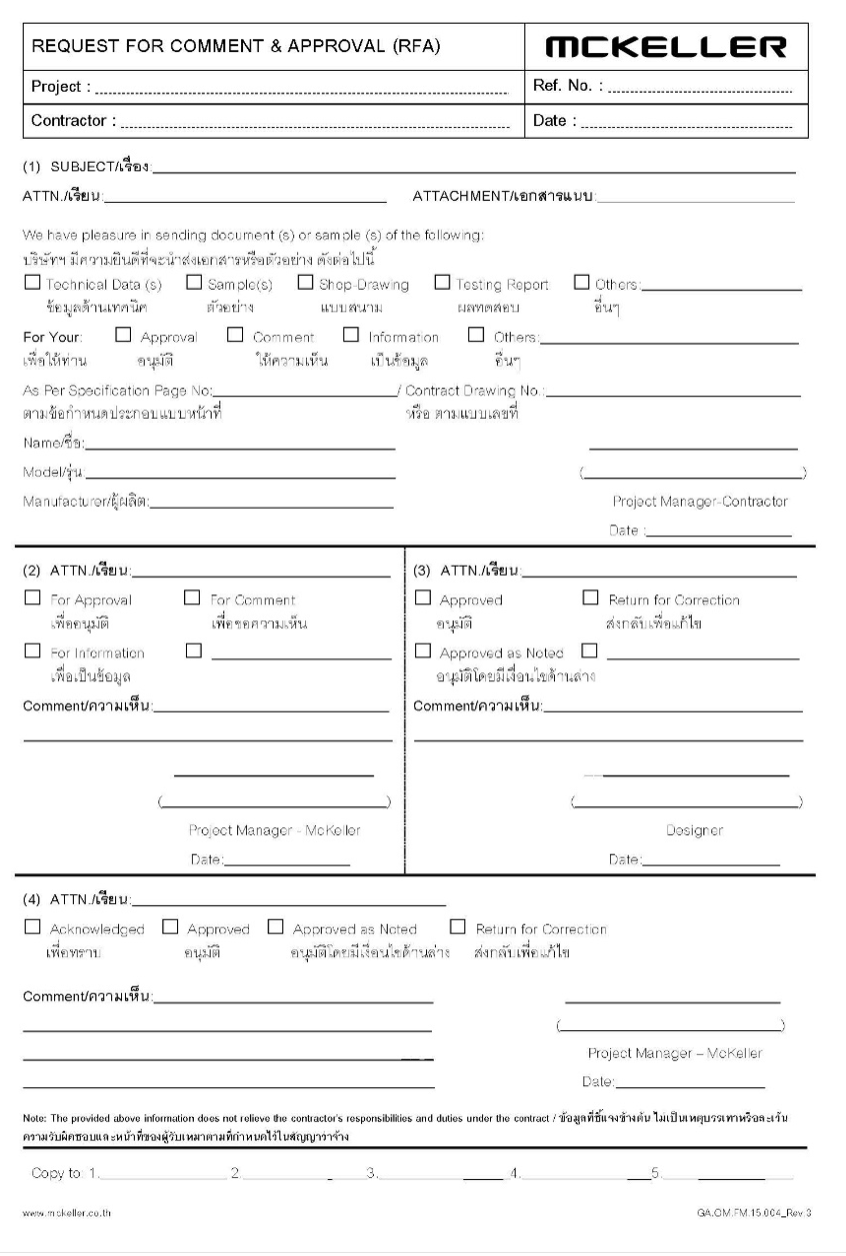 REQUEST FOR COMMENT & APPROVAL (RFA)
MCKELLER
Project :
Ref. No. :
Contractor :
Date :
(1) SUBJECT/เรื่อง:
ATTN./เรียน: ATTACHMENT/เอกสารแนบ:
We have pleasure in sending document (s) or sample (s) of the following:
บริษัทฯ มีความยินดีที่จะนำส่งเอกสารหรือตัวอย่าง ดังต่อไปนี้
Technical Data (s) Sample(s) Shop-Drawing Testing Report Others:
ข้อมูลด้านเทคนิค ตัวอย่าง แบบสนาม ผลทดสอบ อื่นๆ
For Your: Approval Comment Information Others:
เพื่อให้ท่าน อนุมัติ ให้ความเห็น เป็นข้อมูล อื่นๆ
As Per Specification Page No: / Contract Drawing No.:
ตามข้อกำหนดประกอบแบบหน้าที่ หรือ ตามแบบเลขที่
Name/ชื่อ:
Model/รุ่น: ( )
Manufacturer/ผู้ผลิต: Project Manager-Contractor
Date :
(2) ATTN./เรียน:
For Approval For Comment
เพื่ออนุมัติ เพื่อขอความเห็น
For Information
เพื่อเป็นข้อมูล
Comment/ความเห็น:
( )
Project Manager - McKeller
Date:
(3) ATTN./เรียน:
Approved Return for Correction
อนุมัติ ส่งกลับเพื่อแก้ไข
Approved as Noted
อนุมัติโดยมีเงื่อนไขด้านล่าง
Comment/ความเห็น:
( )
Designer
Date:
(4) ATTN./เรียน:
Acknowledged Approved Approved as Noted Return for Correction
เพื่อทราบ อนุมัติ อนุมัติโดยมีเงื่อนไขด้านล่าง ส่งกลับเพื่อแก้ไข
Comment/ความเห็น:
( )
Project Manager – McKeller
Date:
Note: The provided above information does not relieve the contractor's responsibilities and duties under the contract / ข้อมูลที่ชี้แจงข้างต้น ไม่เป็นเหตุบรรเทาหรือละเว้น
ความรับผิดชอบและหน้าที่ของผู้รับเหมาตามที่กำหนดไว้ในสัญญาว่าจ้าง
Copy to: 1. 2. 3. 4. 5.
www.mckeller.co.th QA.OM.FM.15.004_Rev.3